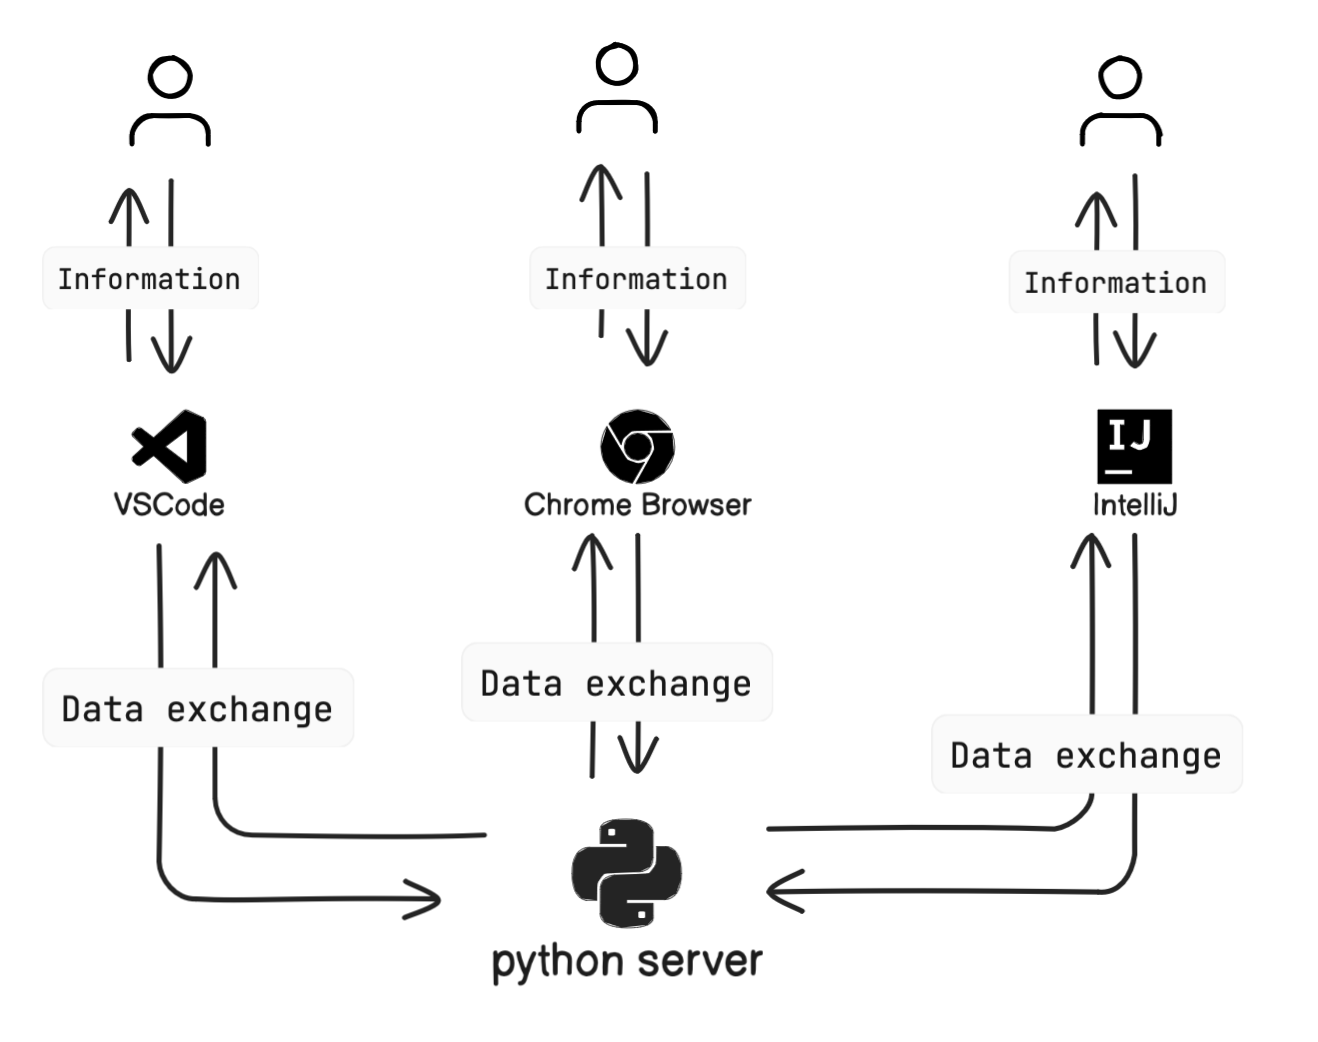 Information
Information
Information
IJ
VSCode
Chrome Browser
IntelliJ
Data exchange
Data exchange
Data exchange
python server